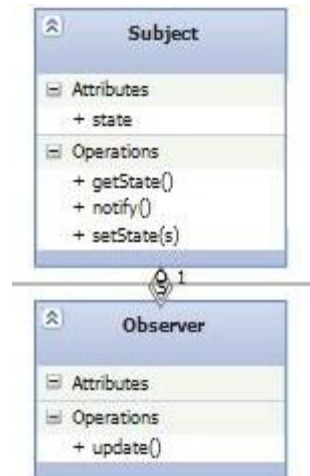 Subject
Attributes
+ state
Operations
+ getState()
+ notify()
+ setState(s)
1
Observer
Attributes
Operations
+ update()